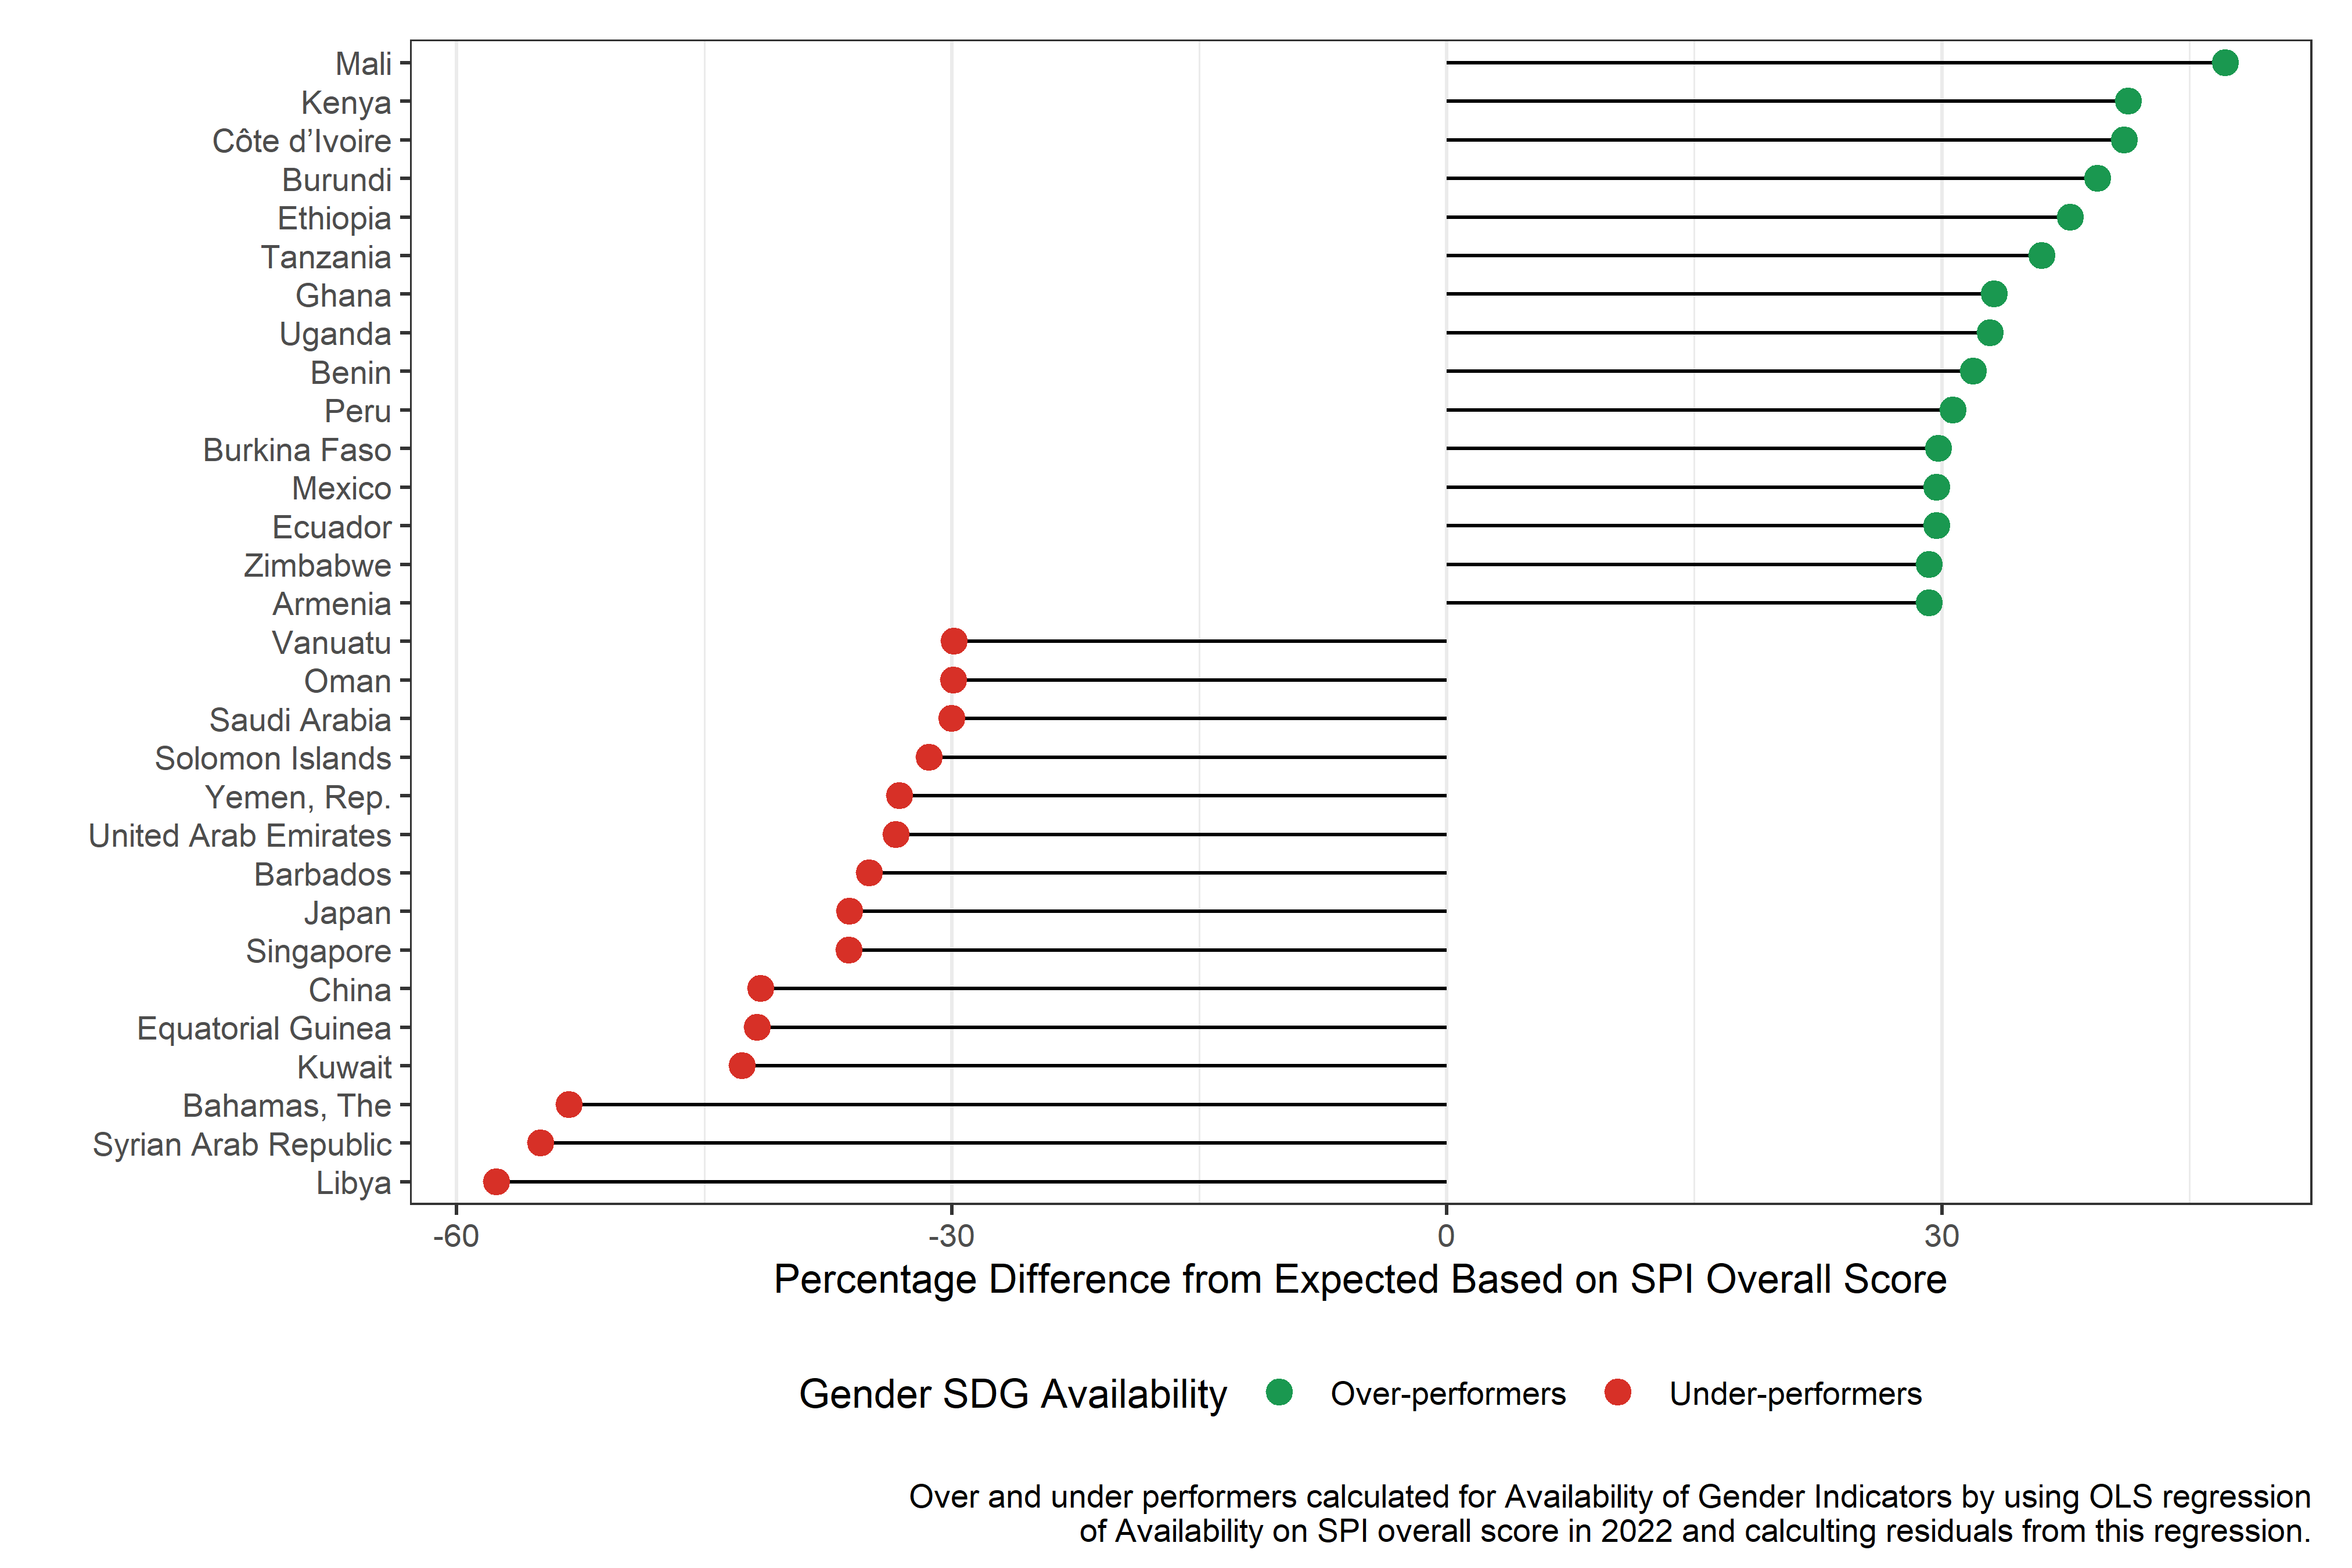 Mali
Kenya
Côte d’Ivoire
Burundi
Ethiopia
Tanzania
Ghana
Uganda
Benin
Peru
Burkina Faso
Mexico
Ecuador
Zimbabwe
Armenia
Vanuatu
Oman
Saudi Arabia
Solomon Islands
Yemen, Rep.
United Arab Emirates
Barbados
Japan
Singapore
China
Equatorial Guinea
Kuwait
Bahamas, The
Syrian Arab Republic
Libya
-60 -30 0 30
Percentage Difference from Expected Based on SPI Overall Score
Gender SDG Availability Over-performers Under-performers
Over and under performers calculated for Availability of Gender Indicators by using OLS regression
of Availability on SPI overall score in 2022 and calculting residuals from this regression.